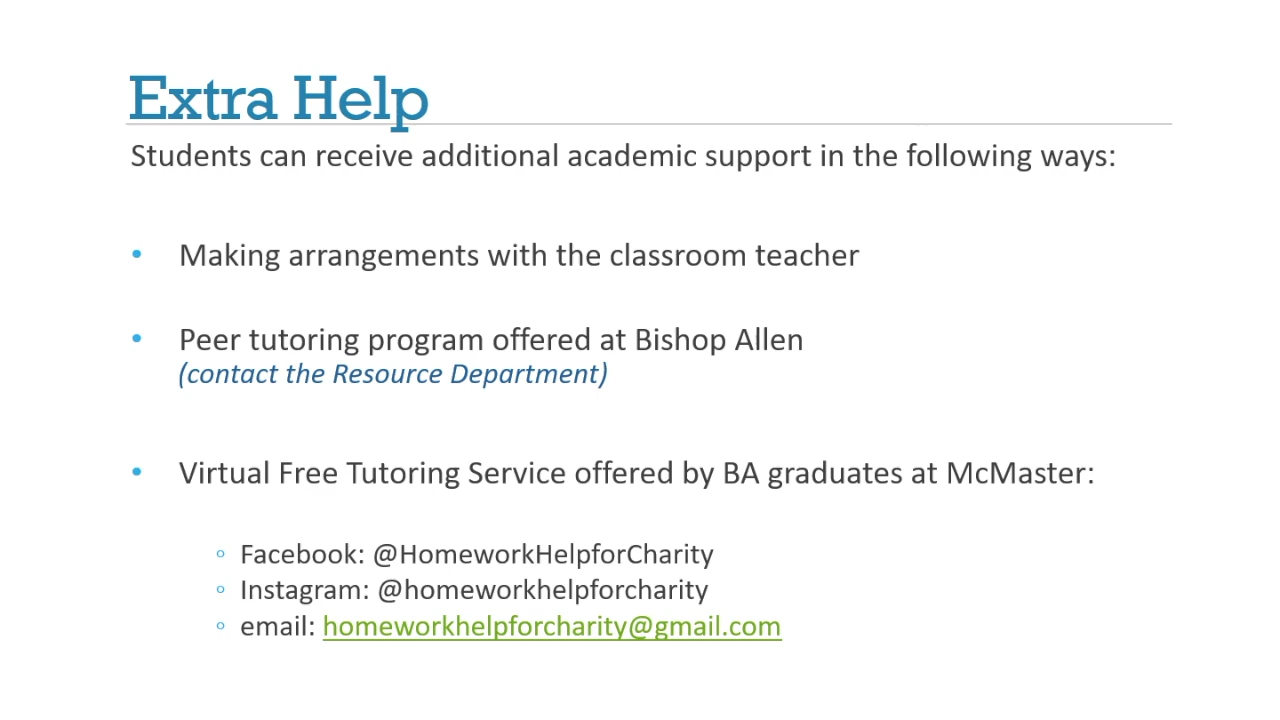 Extra Help
Students can receive additional academic support in the following ways:
• Making arrangements with the classroom teacher
• Peer tutoring program offered at Bishop Allen
(contact the Resource Department)
• Virtual Free Tutoring Service offered by BA graduates at McMaster:
◦ Facebook: @HomeworkHelpforCharity
◦ Instagram: @homeworkhelpforcharity
◦ email: homeworkhelpforcharity@gmail.com